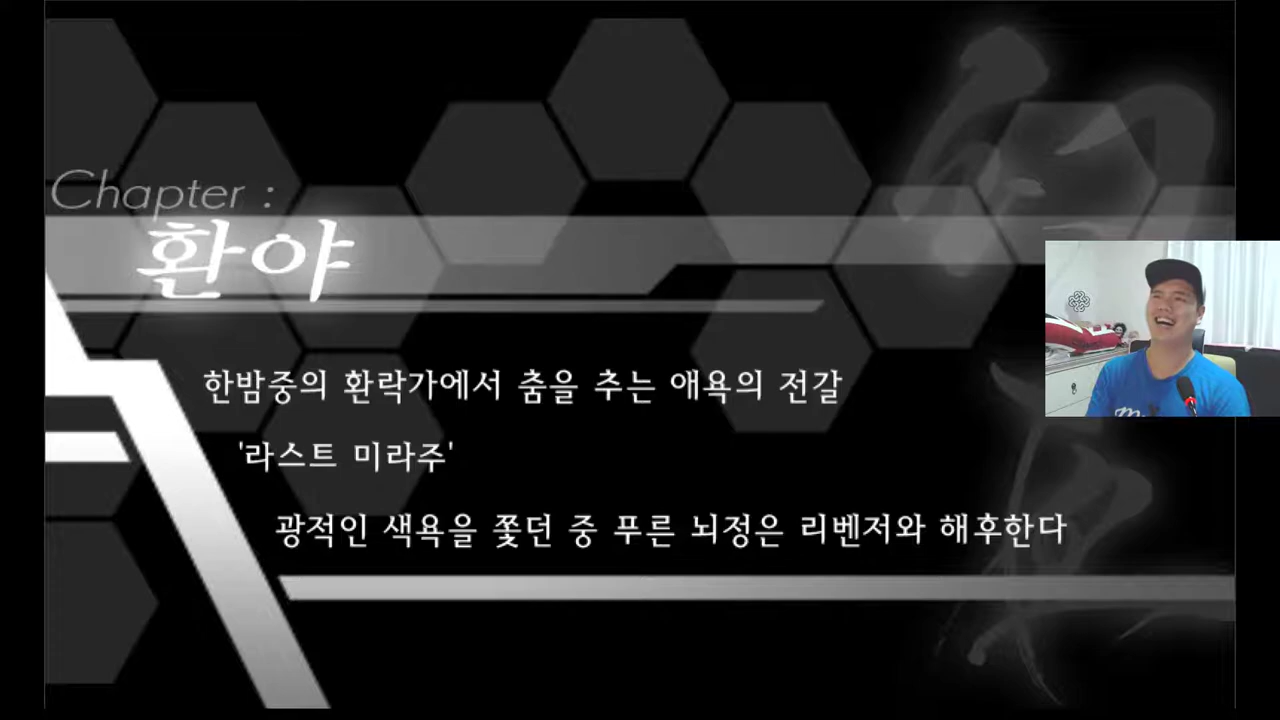 Chapter :
환야
한밤중의 환락가에서 춤을 추는 애욕의 전갈
'라스트 미라주'
광적인 색욕을 쫓던 중 푸른 뇌정은 리벤저와 해후한다